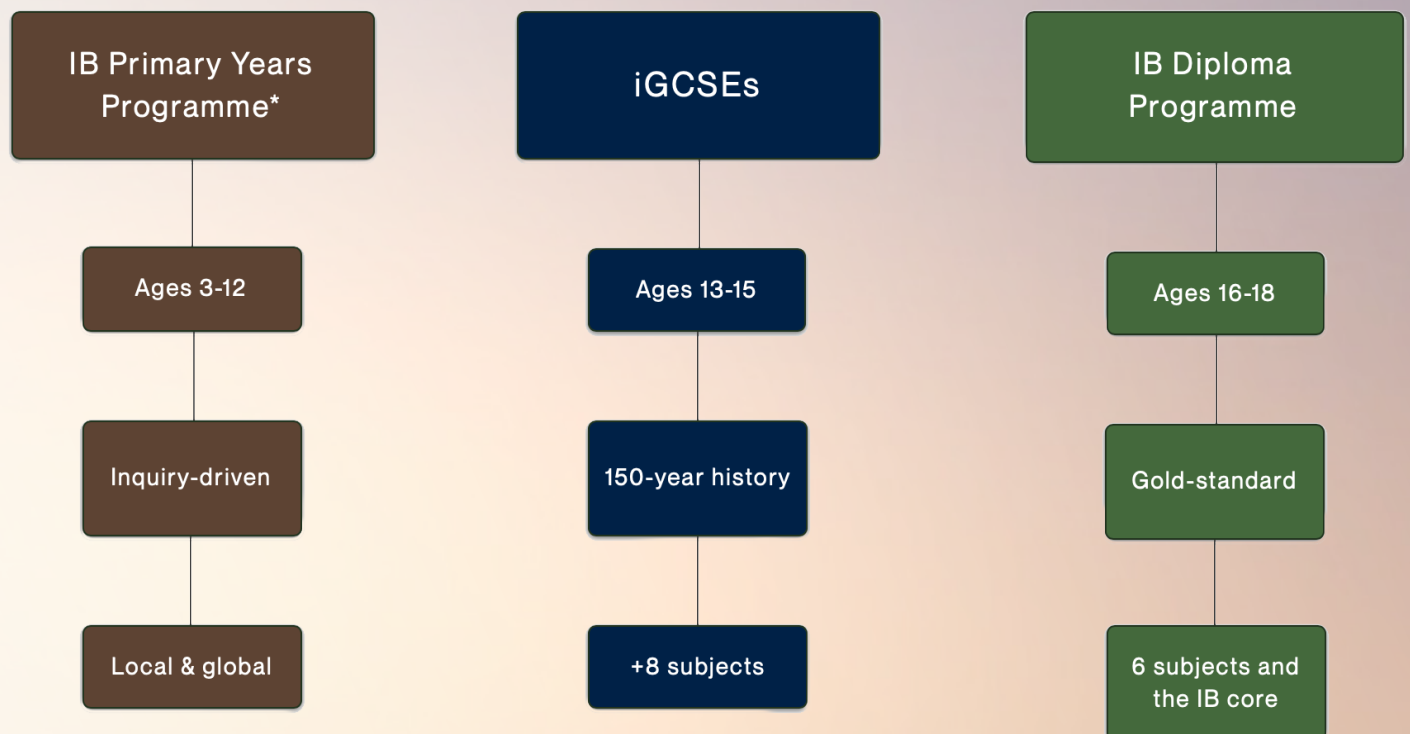 IB Primary Years
Programme*
iGCSEs
IB Diploma
Programme
Ages 3-12
Ages 13-15
Ages 16-18
Inquiry-driven
150-year history
Gold-standard
Local & global
+8 subjects
6 subjects and
the IB core